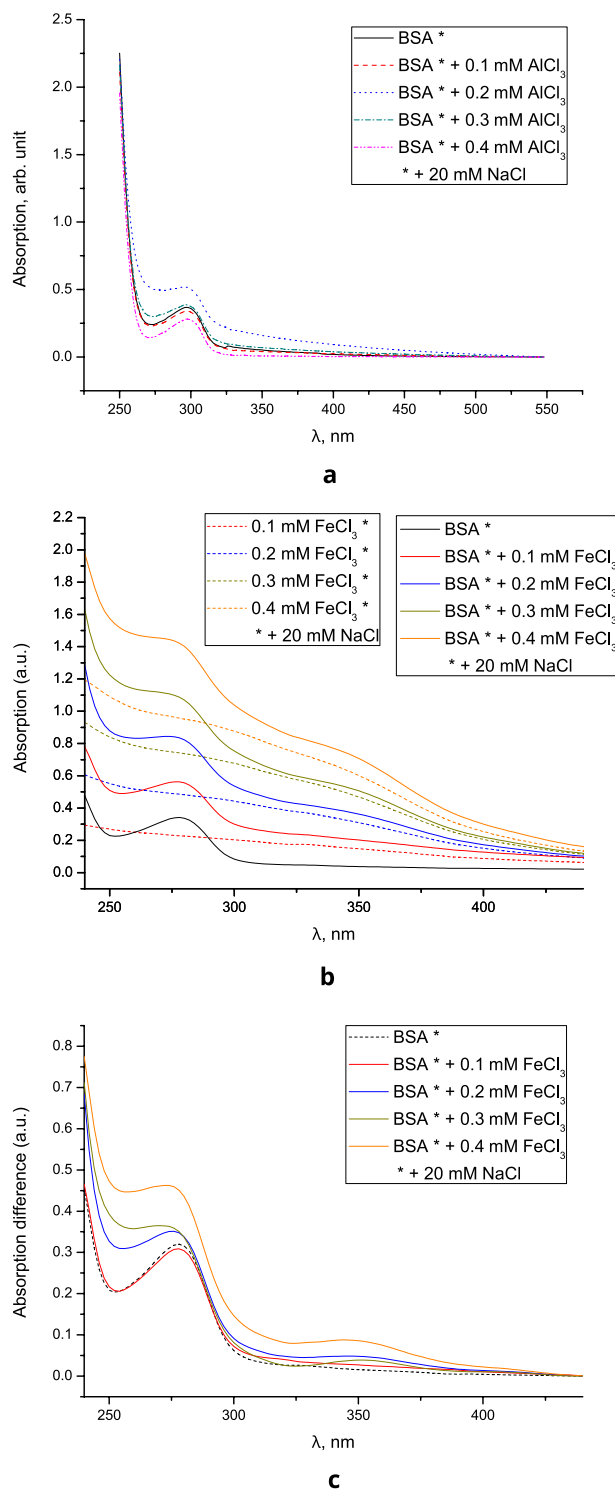 BSA *
BSA * + 0.1 mM AlCl3
BSA * + 0.2 mM AlCl3
BSA * + 0.3 mM AlCl3
BSA * + 0.4 mM AlCl3
* + 20 mM NaCl
Absorption, arb. unit
2.5
2.0
1.5
1.0
0.5
0.0
250 300 350 400 450 500 550
λ, nm
a
0.1 mM FeCl3 *
0.2 mM FeCl3 *
0.3 mM FeCl3 *
0.4 mM FeCl3 *
* + 20 mM NaCl
BSA *
BSA * + 0.1 mM FeCl3
BSA * + 0.2 mM FeCl3
BSA * + 0.3 mM FeCl3
BSA * + 0.4 mM FeCl3
* + 20 mM NaCl
Absorption (a.u.)
2.2
2.0
1.8
1.6
1.4
1.2
1.0
0.8
0.6
0.4
0.2
0.0
250 300 350 400
λ, nm
b
BSA *
BSA * + 0.1 mM FeCl3
BSA * + 0.2 mM FeCl3
BSA * + 0.3 mM FeCl3
BSA * + 0.4 mM FeCl3
* + 20 mM NaCl
Absorption difference (a.u.)
0.8
0.7
0.6
0.5
0.4
0.3
0.2
0.1
0.0
250 300 350 400
λ, nm
c